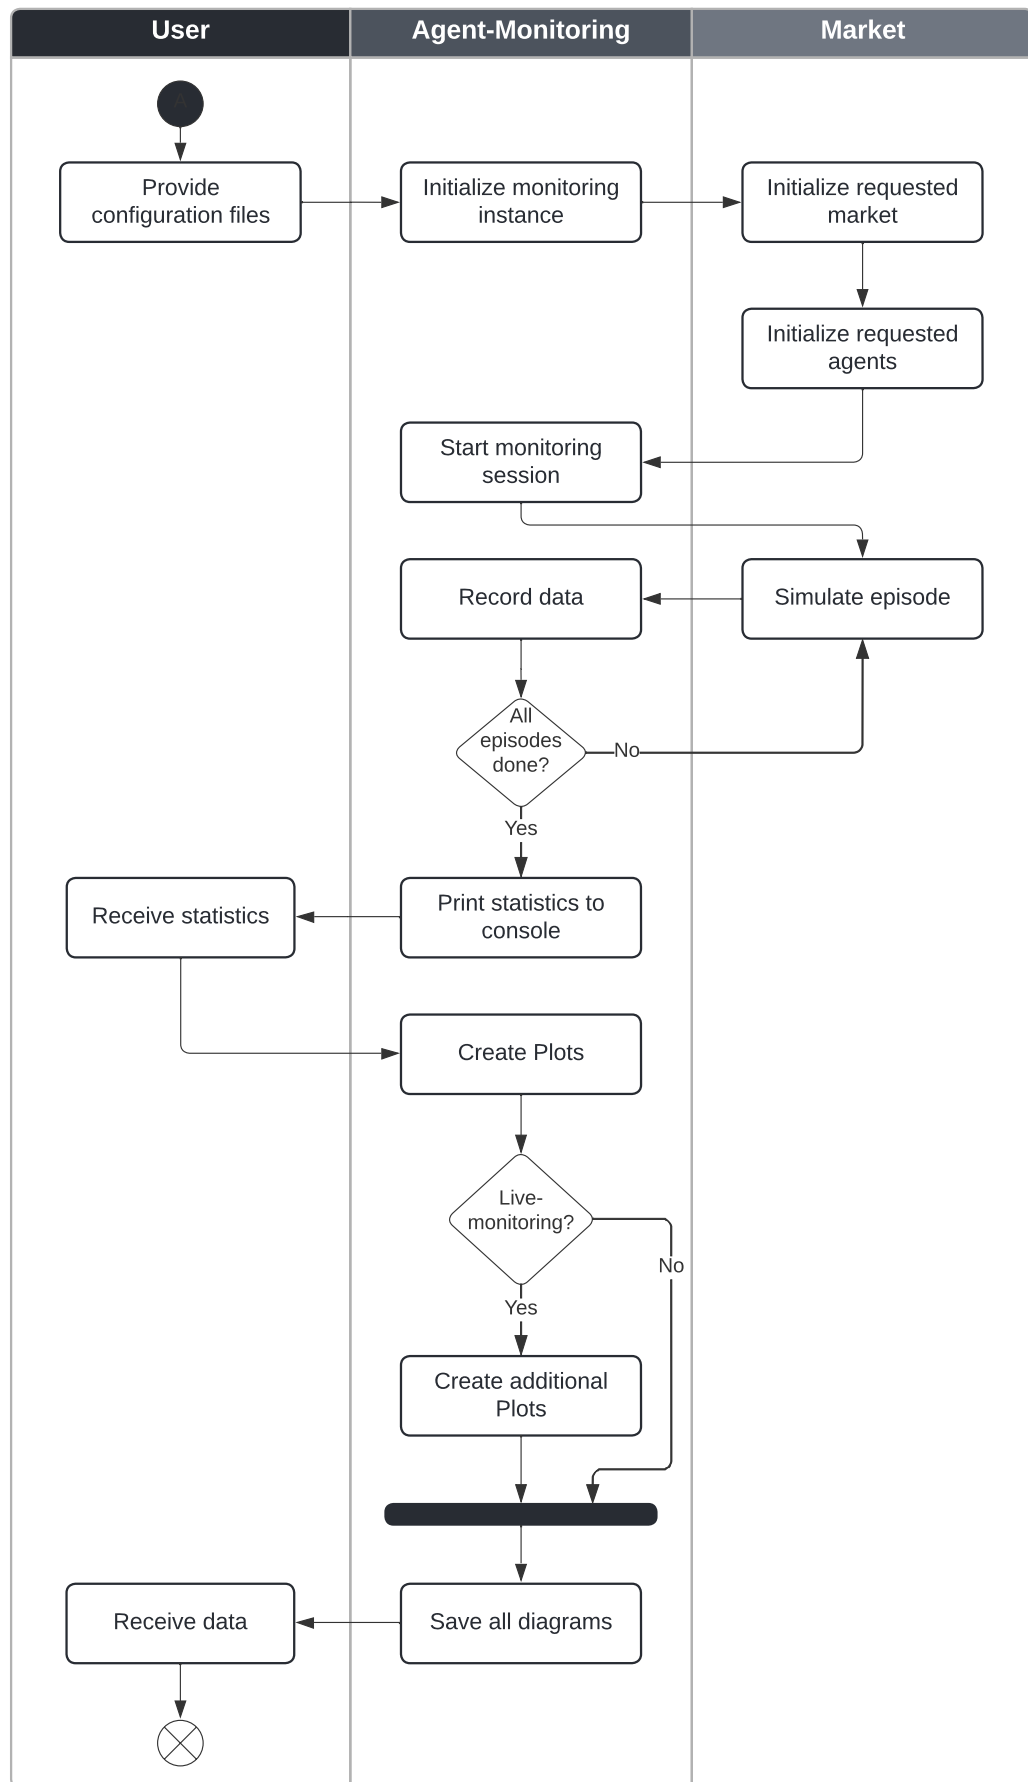 User
Agent-Monitoring
Market
A
Provide
configuration files
Initialize monitoring
instance
Initialize requested
market
Initialize requested
agents
Start monitoring
session
Record data
Simulate episode
All
episodes
done?
No
Yes
Receive statistics
Print statistics to
console
Create Plots
Live-
monitoring?
No
Yes
Create additional
Plots
Receive data
Save all diagrams